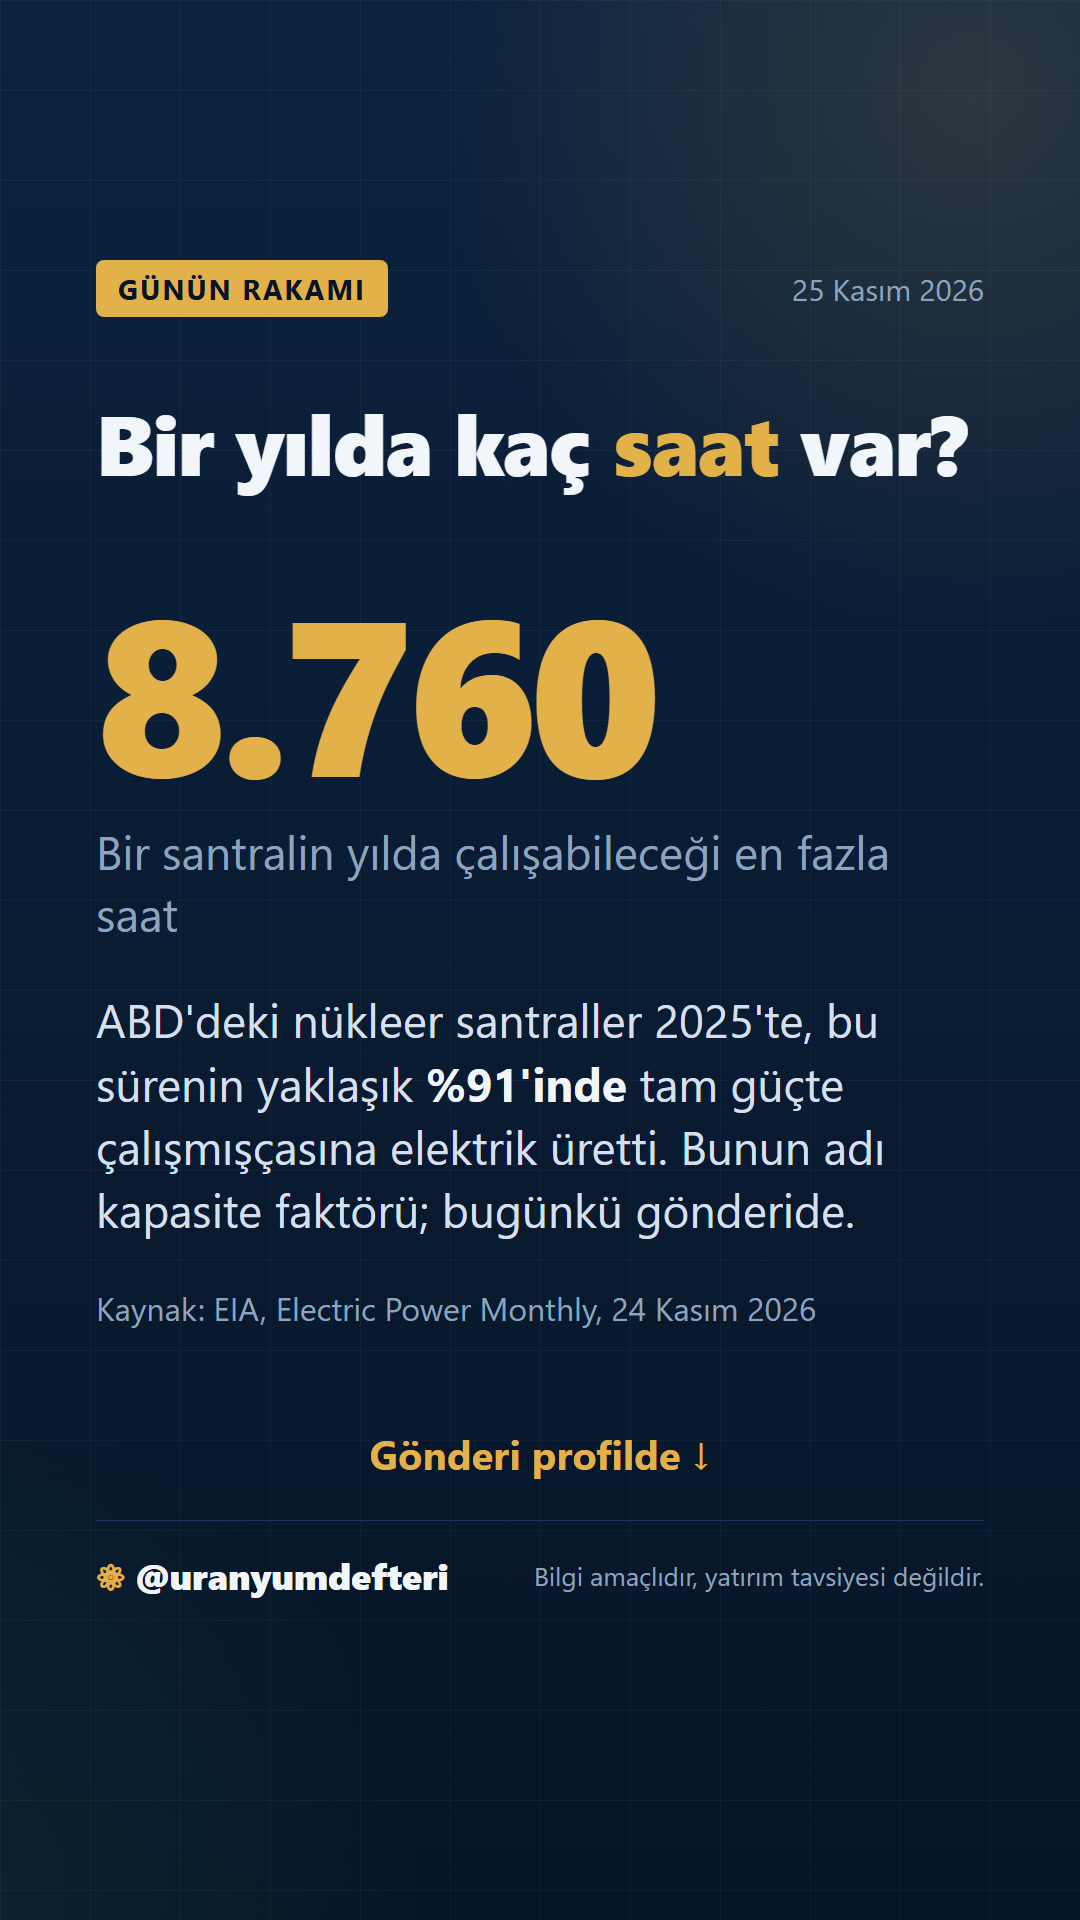 GÜNÜN RAKAMI
25 Kasım 2026
Bir yılda kaç saat var?
8.760
Bir santralin yılda çalışabileceği en fazla
saat
ABD'deki nükleer santraller 2025'te, bu
sürenin yaklaşık %91'inde tam güçte
çalışmışçasına elektrik üretti. Bunun adı
kapasite faktörü; bugünkü gönderide.
Kaynak: EIA, Electric Power Monthly, 24 Kasım 2026
Gönderi profilde ↓
@uranyumdefteri
Bilgi amaçlıdır, yatırım tavsiyesi değildir.